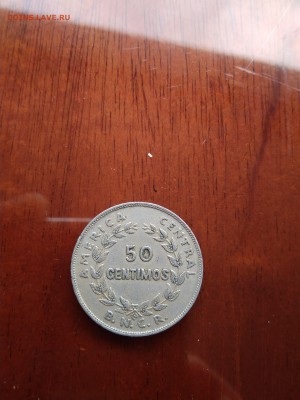 COINS.LAVE.RU
AMERICA CENTRAL
50
CENTIMOS
B.N.C.R.